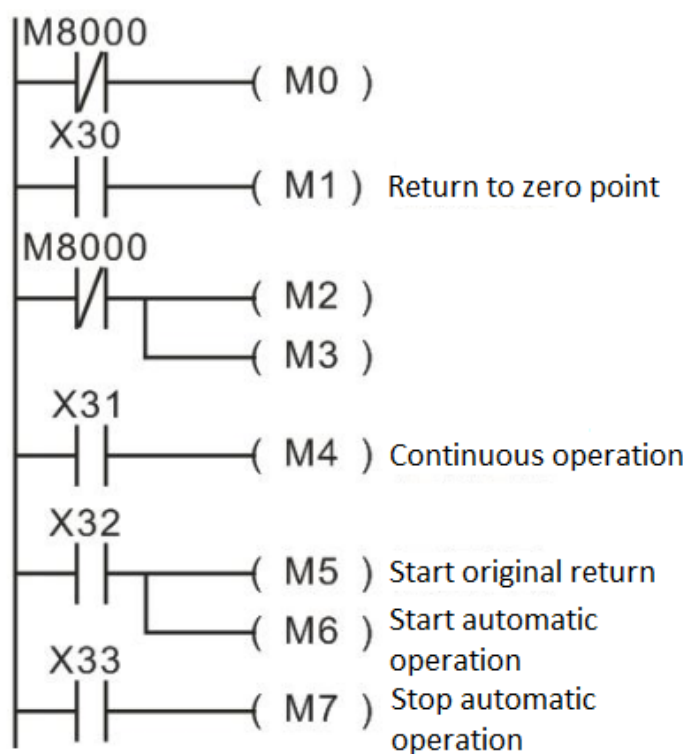 M8000
( M0 )
X30
( M1 ) Return to zero point
M8000
( M2 )
( M3 )
X31
( M4 ) Continuous operation
X32
( M5 ) Start original return
( M6 ) Start automatic
operation
X33
( M7 ) Stop automatic
operation